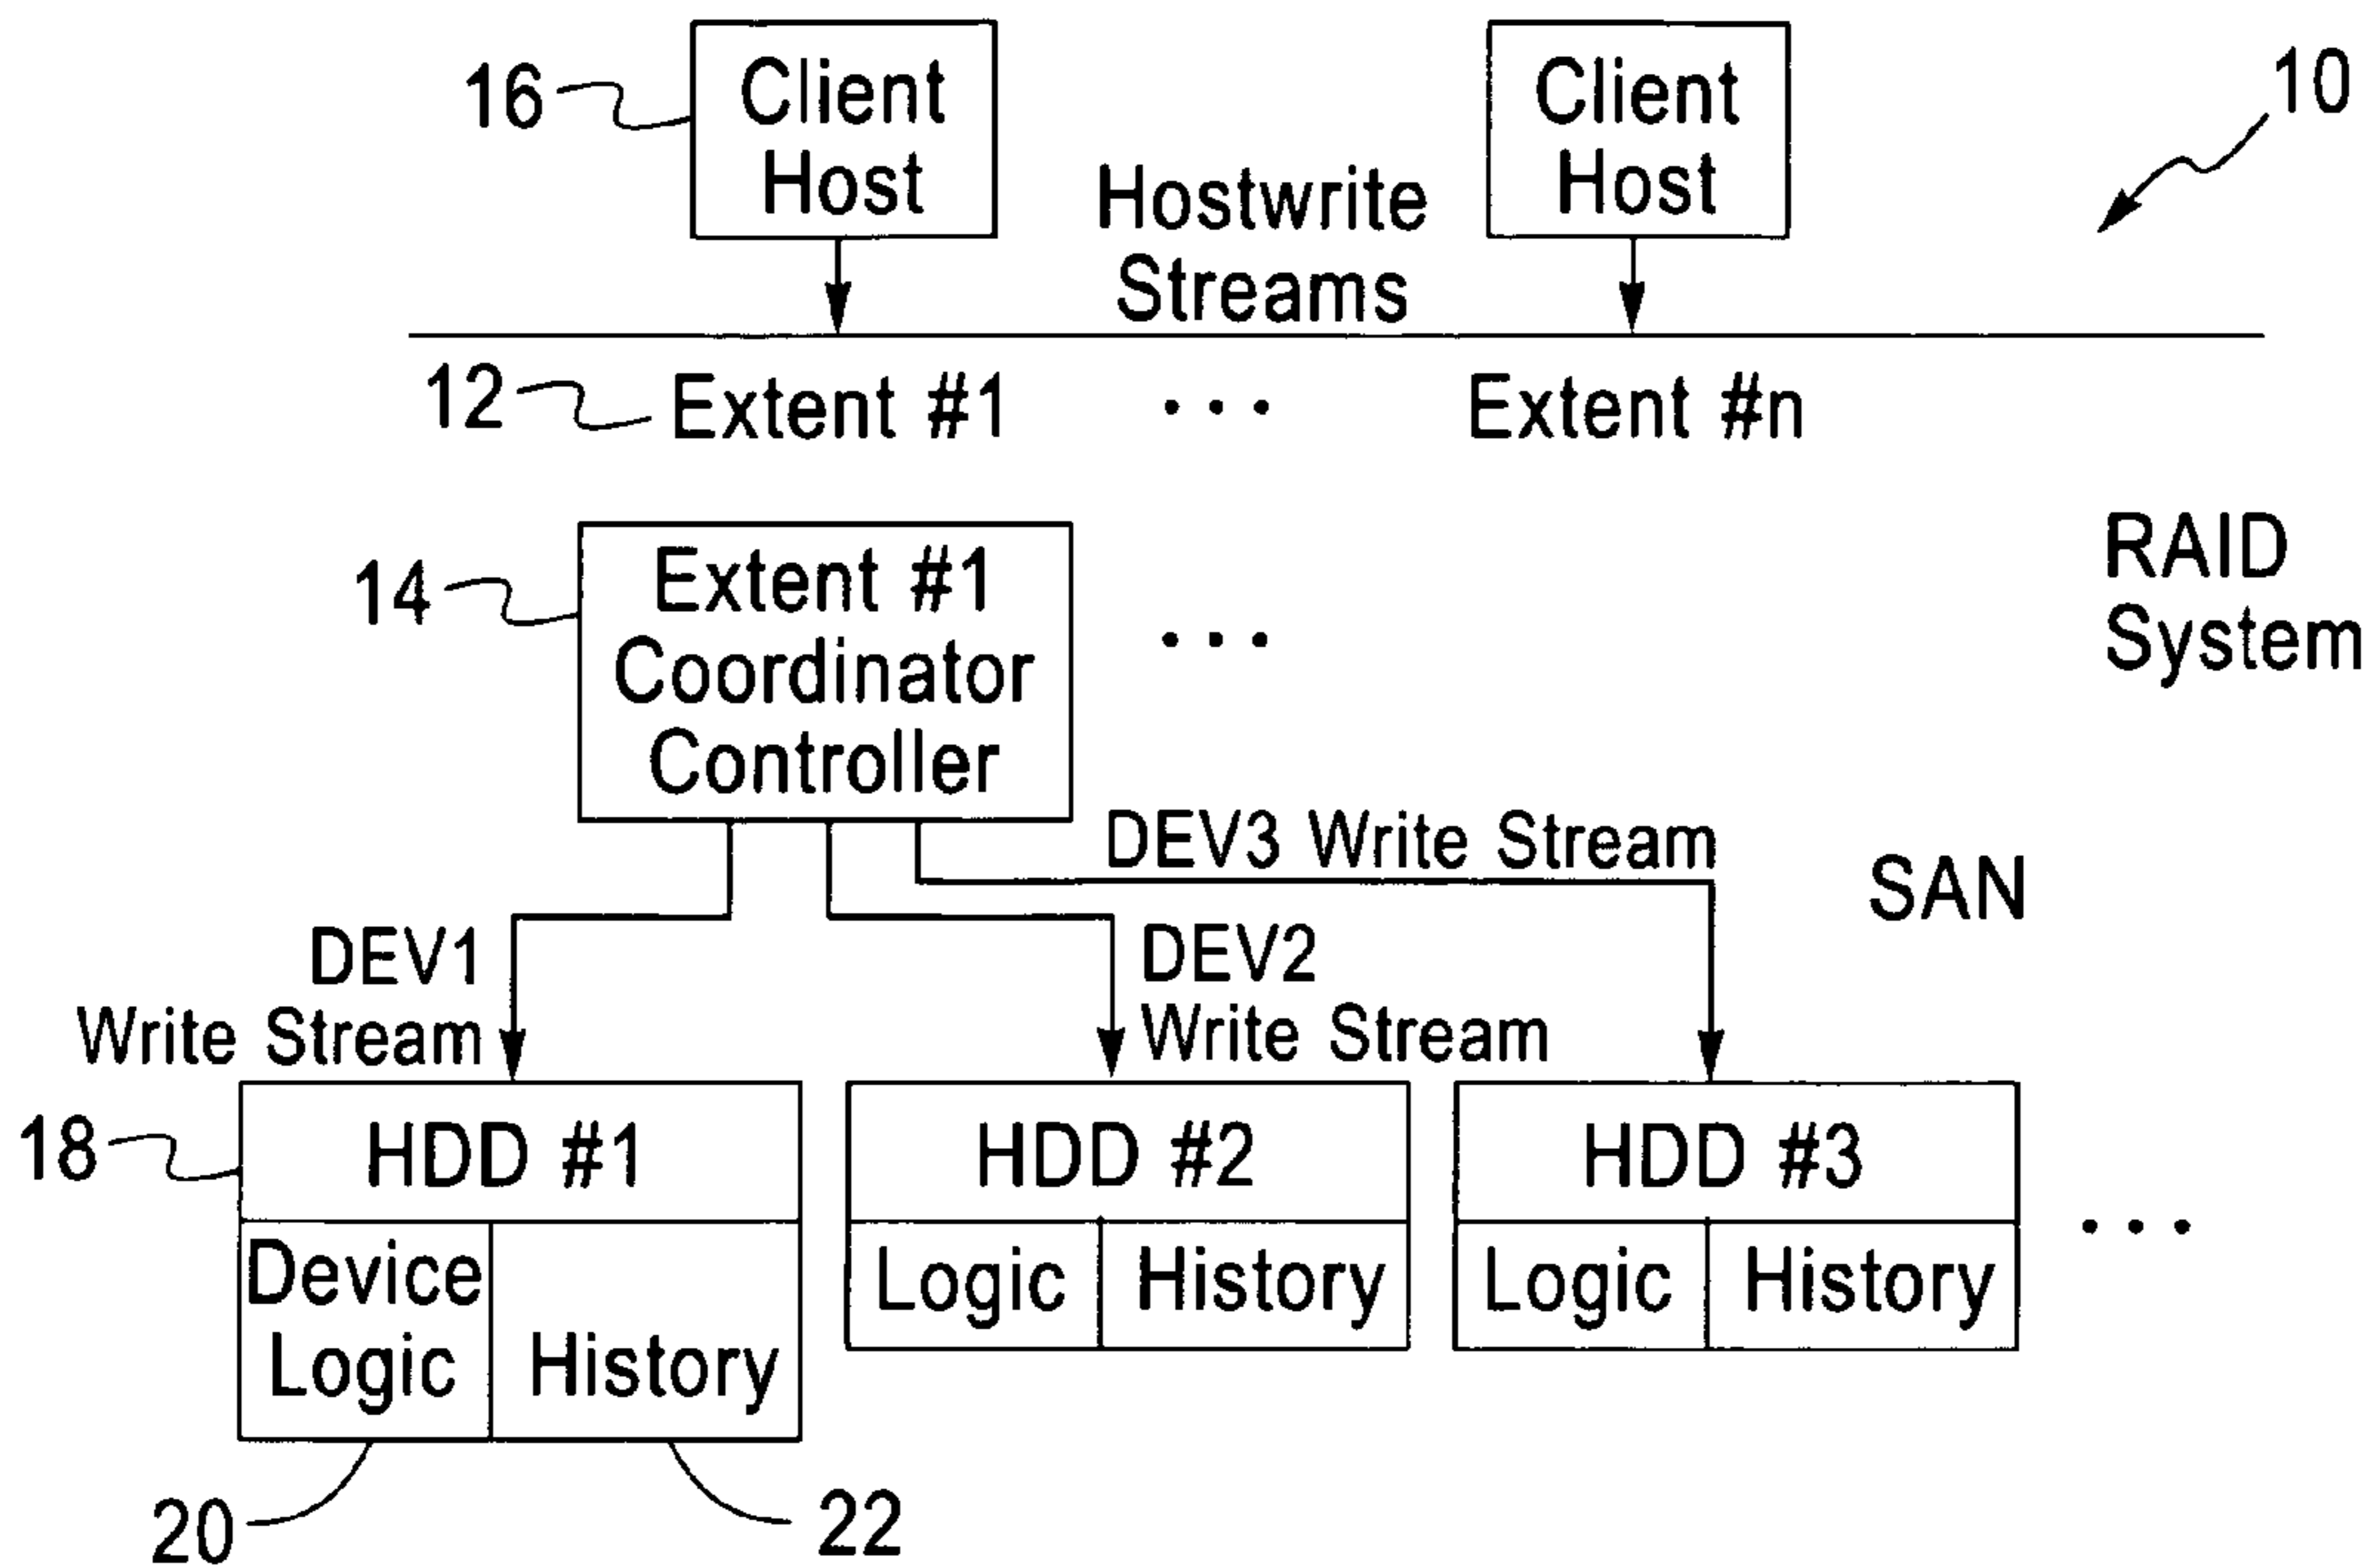 16
Client
Host
Client
Host
10
Hostwrite
Streams
12
Extent #1
...
Extent #n
14
Extent #1
Coordinator
Controller
...
RAID
System
DEV3 Write Stream
SAN
DEV1
Write Stream
DEV2
Write Stream
18
HDD #1
Device
Logic
History
HDD #2
Logic
History
HDD #3
Logic
History
...
20
22